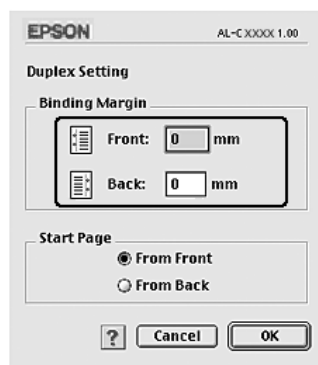 EPSON AL-C XXXX 1.00
Duplex Setting
Binding Margin
Front: 0 mm
Back: 0 mm
Start Page
From Front
From Back
? Cancel OK